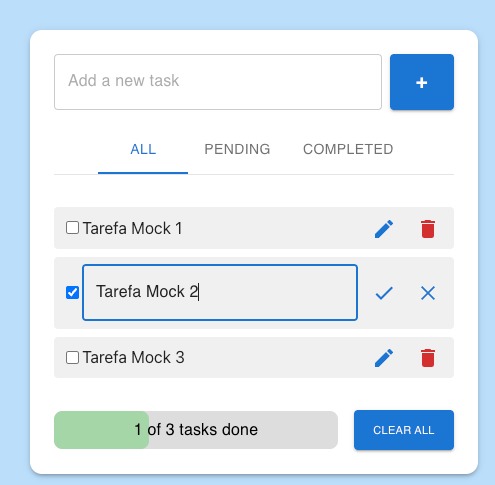 Add a new task
+
ALL PENDING COMPLETED
Tarefa Mock 1
Tarefa Mock 2
Tarefa Mock 3
1 of 3 tasks done
CLEAR ALL